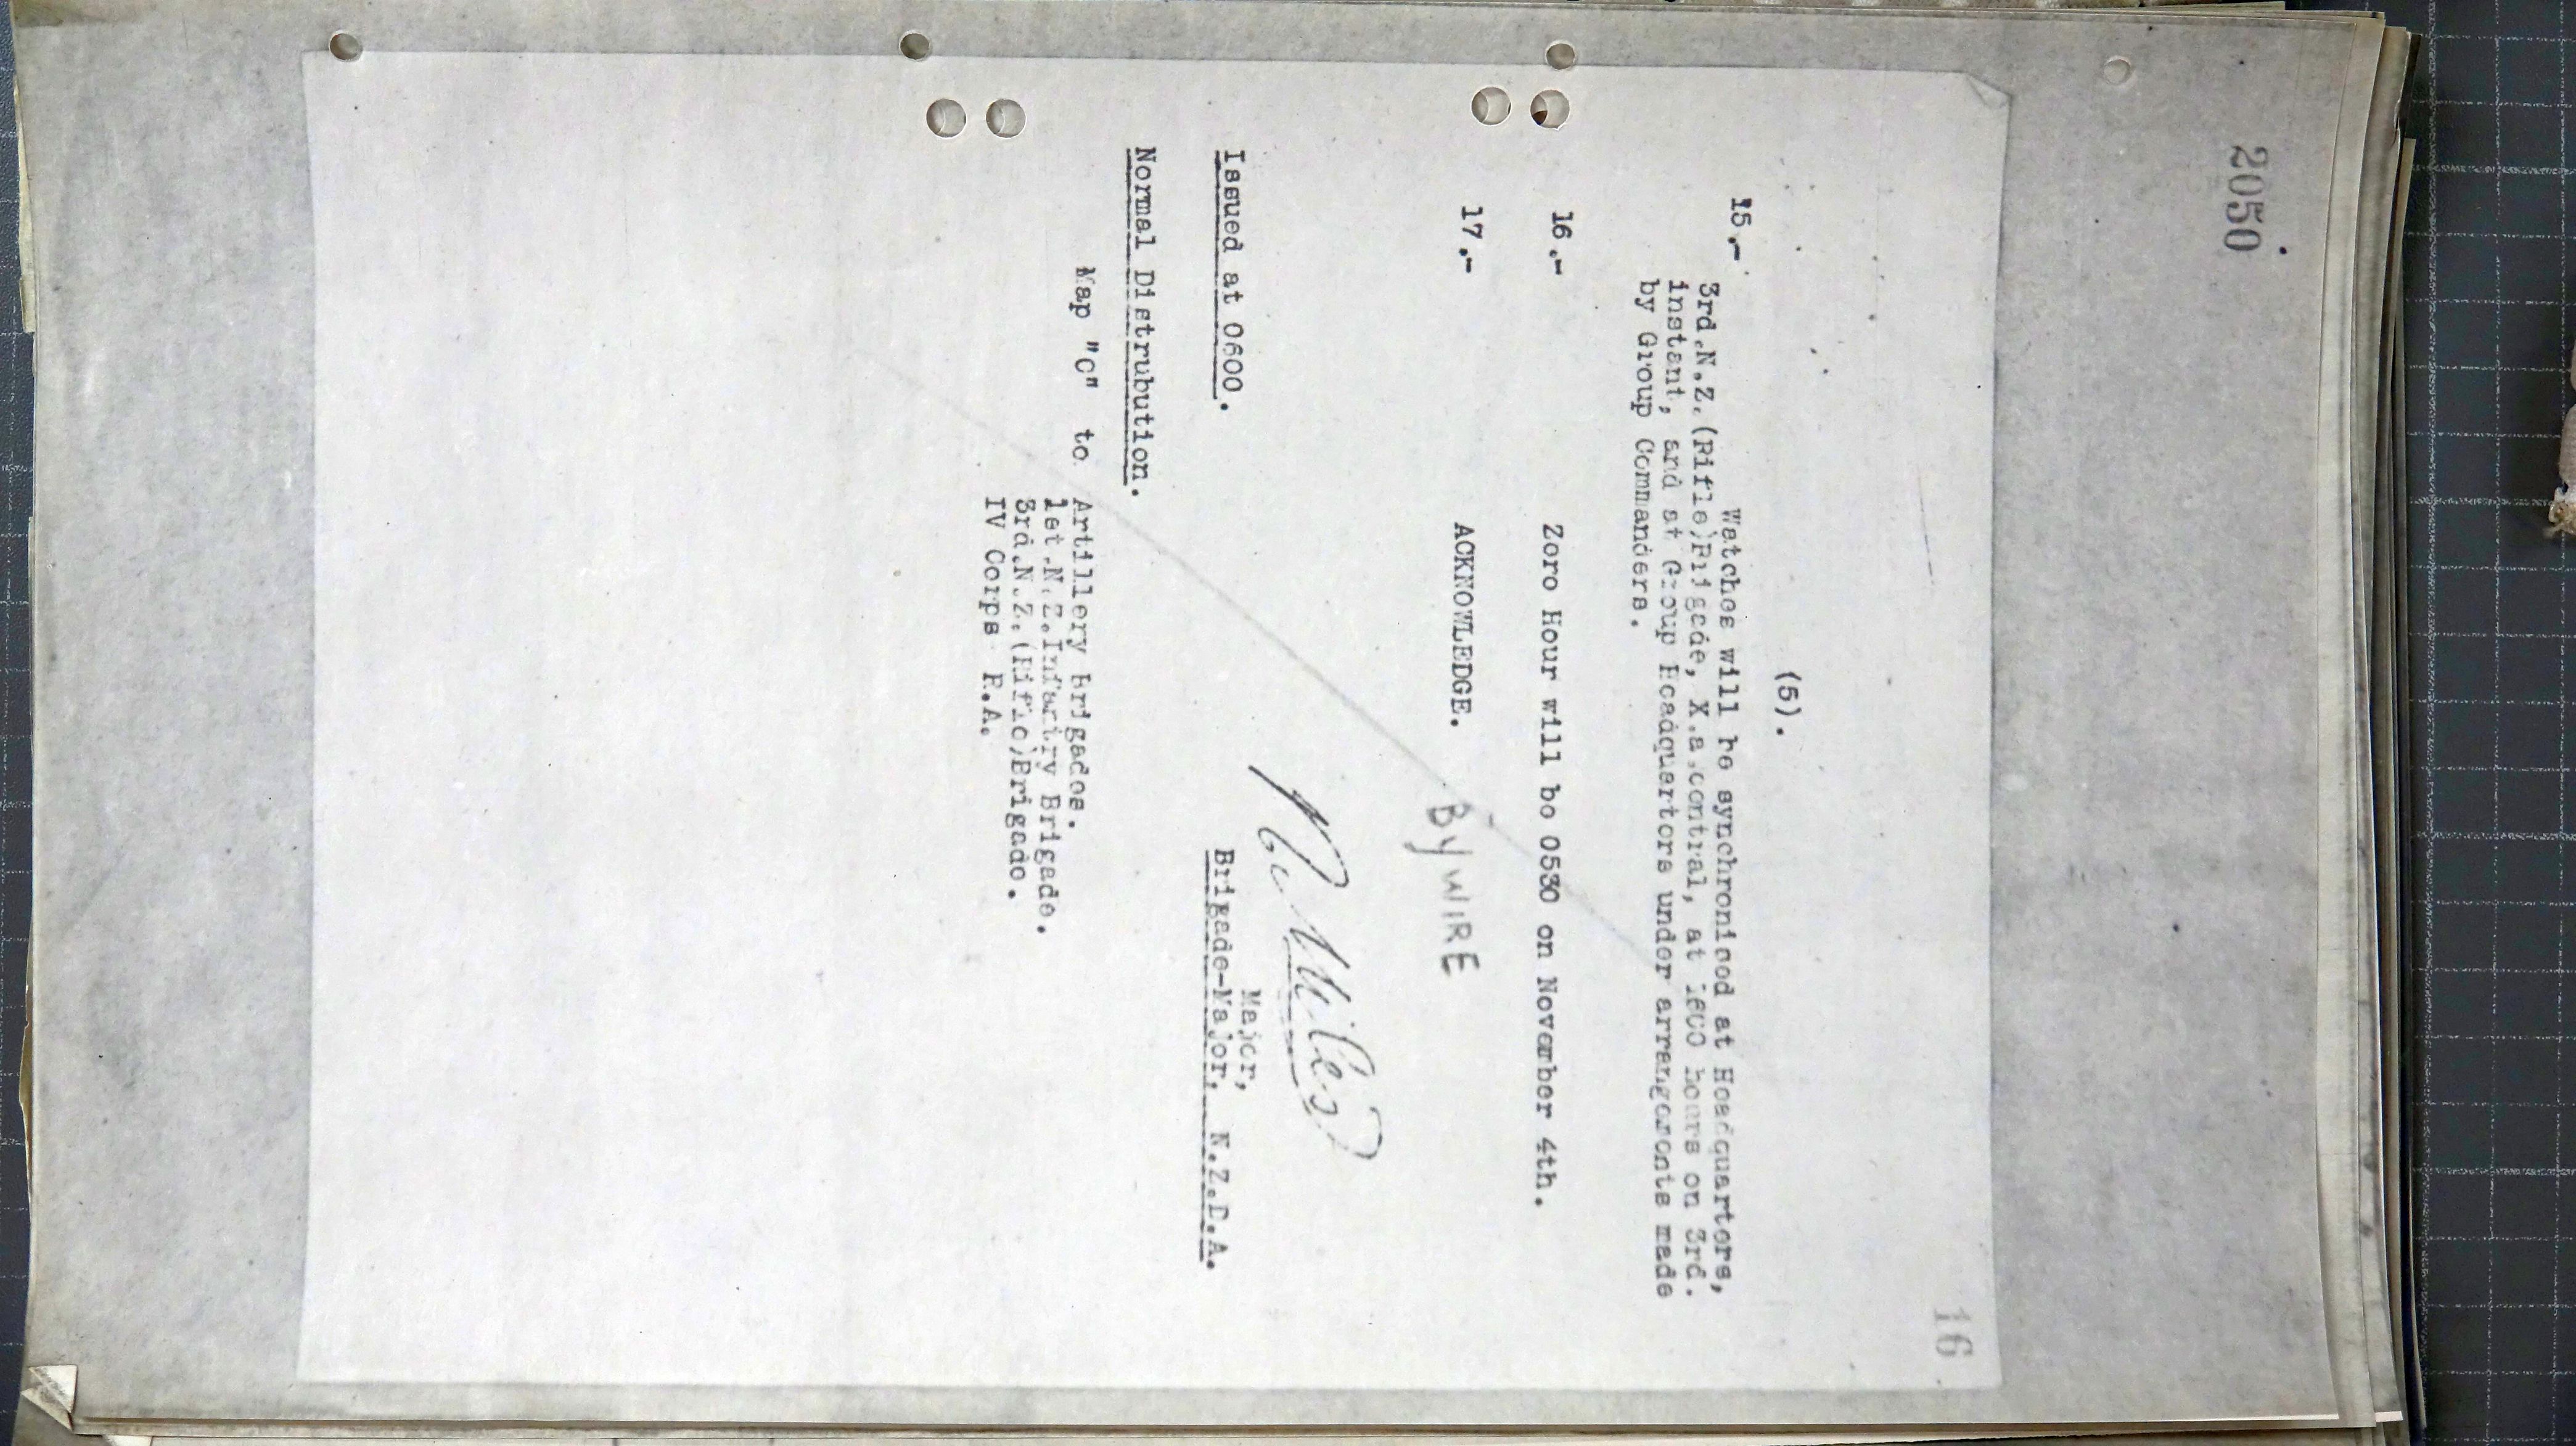 2050
16
(5).
15.- Watches will be synchronised at Headquarters,
3rd.N.Z.(Rifle)Brigade, X.a.central, at 1800 hours on 3rd.
instant, and at Group Headquarters under arrangements made
by Group Commanders.
16.- Zero Hour will be 0530 on November 4th.
17.- ACKNOWLEDGE.
By WIRE
Major,
Issued at 0600. Brigade-Major, N.Z.D.A.
Normal Distrubution.
Map "C" to Artillery Brigades.
1st.N.Z.Infantry Brigade.
3rd.N.Z.(Rifle)Brigade.
IV Corps R.A.